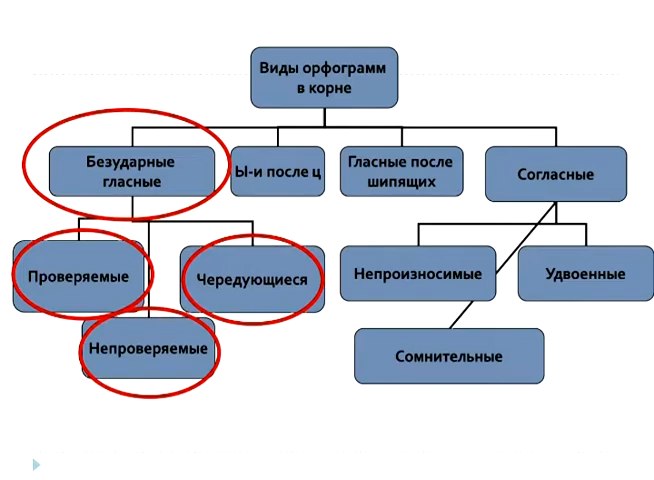 Виды орфограмм
в корне
Безударные
гласные
Ы-и после ц
Гласные после
шипящих
Согласные
Проверяемые
Чередующиеся
Непроизносимые
Удвоенные
Непроверяемые
Сомнительные